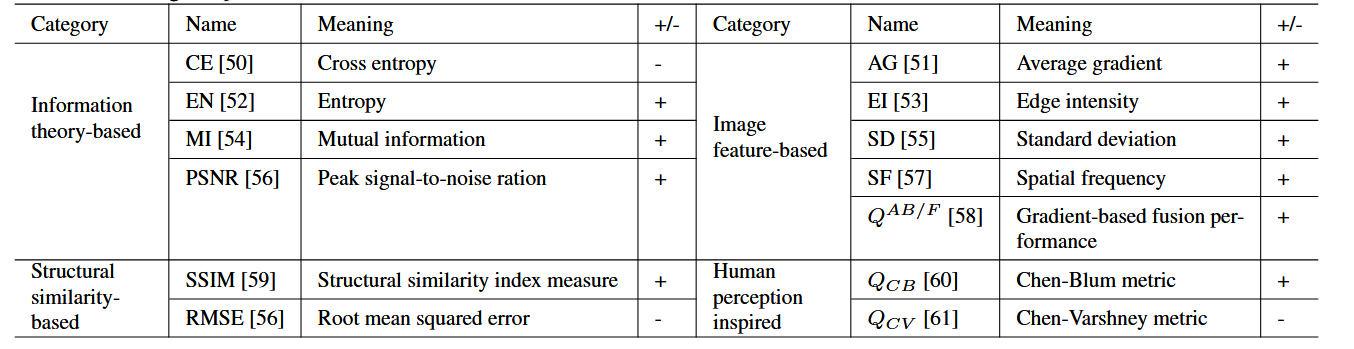 Category Name Meaning +/- Category Name Meaning +/-
Information theory-based CE [50] Cross entropy - Image feature-based AG [51] Average gradient +
EN [52] Entropy + EI [53] Edge intensity +
MI [54] Mutual information + SD [55] Standard deviation +
PSNR [56] Peak signal-to-noise ration + SF [57] Spatial frequency +
Q^{AB/F} [58] Gradient-based fusion per-
formance +
Structural similarity-based SSIM [59] Structural similarity index measure + Human perception inspired Q_{CB} [60] Chen-Blum metric +
RMSE [56] Root mean squared error - Q_{CV} [61] Chen-Varshney metric -